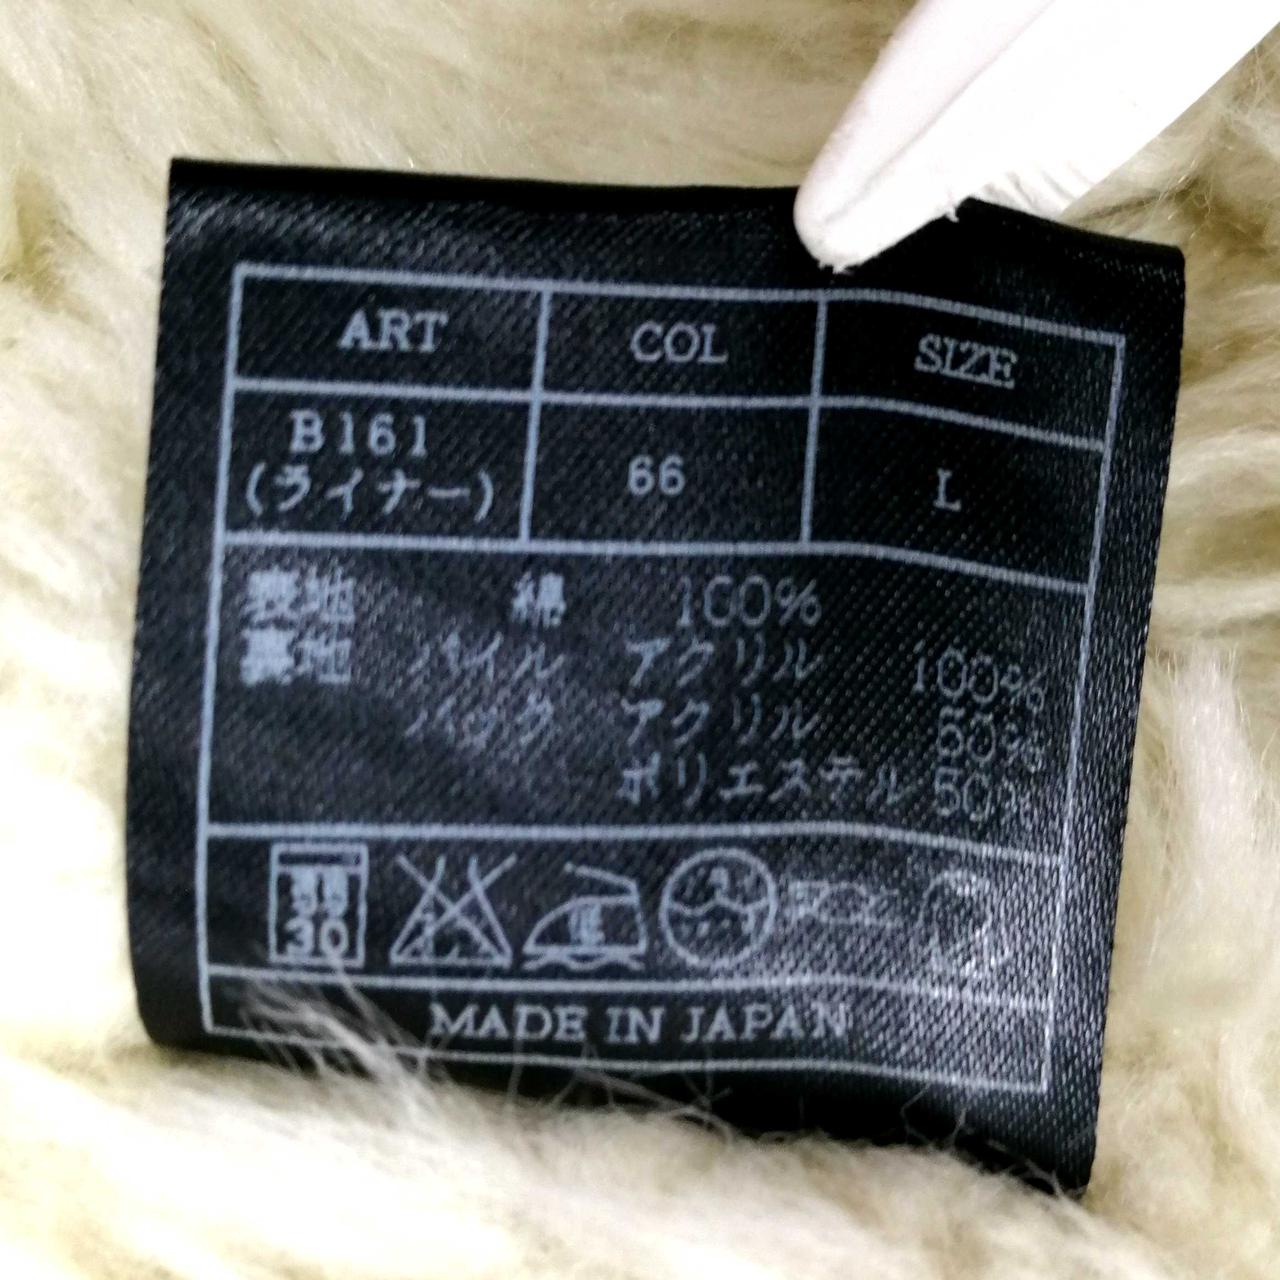 ART COL SIZE
B161 66 L
(ライナー)
表地 綿 100%
裏地 パイル アクリル 100%
バック アクリル 50%
ポリエステル 50%
30
低
MADE IN JAPAN